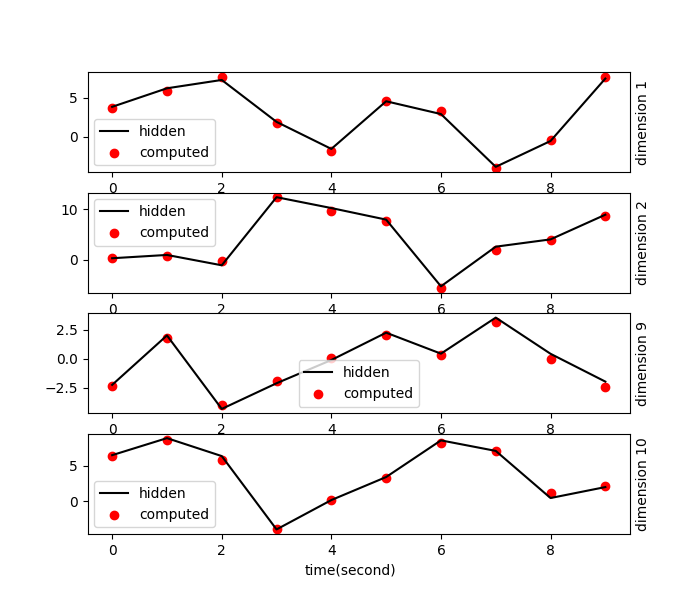 5
0
hidden
computed
dimension 1
0 2 4 6 8
10
0
hidden
computed
dimension 2
0 2 4 6 8
2.5
0.0
−2.5
hidden
computed
dimension 9
0 2 4 6 8
5
0
hidden
computed
dimension 10
0 2 4 6 8
time(second)